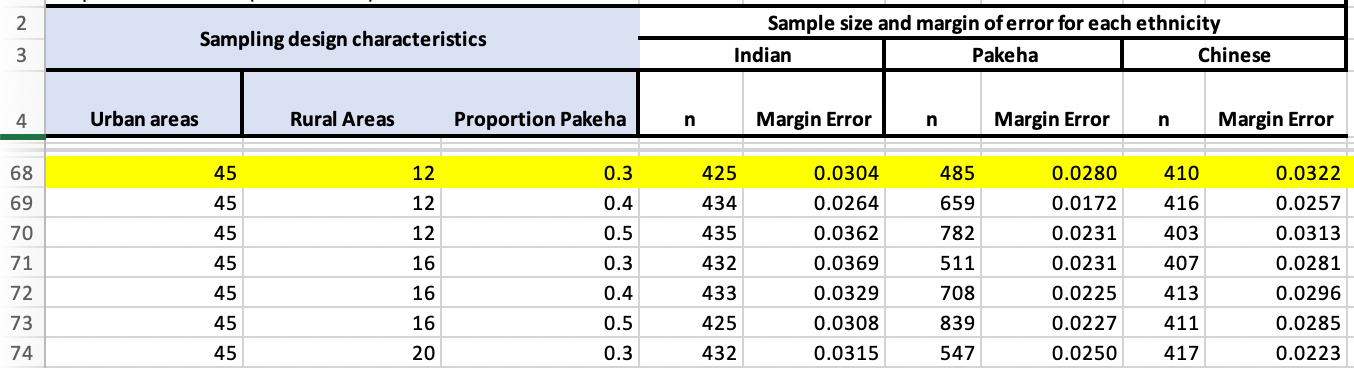 2 Sampling design characteristics Sample size and margin of error for each ethnicity
3 Indian Pakeha Chinese
4 Urban areas Rural Areas Proportion Pakeha n Margin Error n Margin Error n Margin Error
68 45 12 0.3 425 0.0304 485 0.0280 410 0.0322
69 45 12 0.4 434 0.0264 659 0.0172 416 0.0257
70 45 12 0.5 435 0.0362 782 0.0231 403 0.0313
71 45 16 0.3 432 0.0369 511 0.0231 407 0.0281
72 45 16 0.4 433 0.0329 708 0.0225 413 0.0296
73 45 16 0.5 425 0.0308 839 0.0227 411 0.0285
74 45 20 0.3 432 0.0315 547 0.0250 417 0.0223